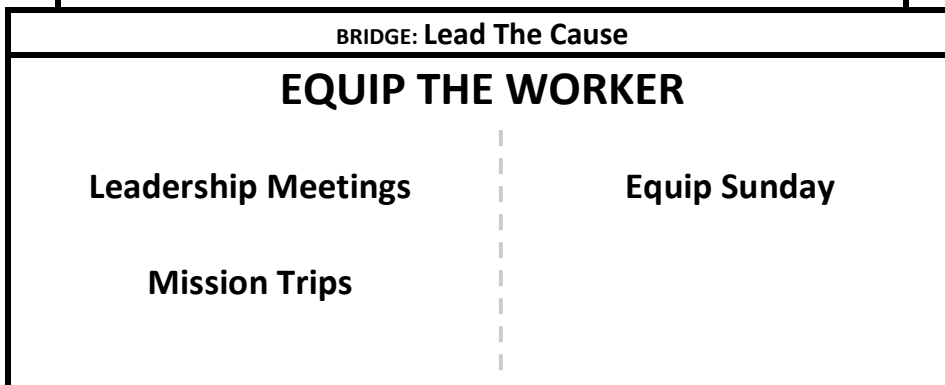 BRIDGE: Lead The Cause
EQUIP THE WORKER
Leadership Meetings
Equip Sunday
Mission Trips